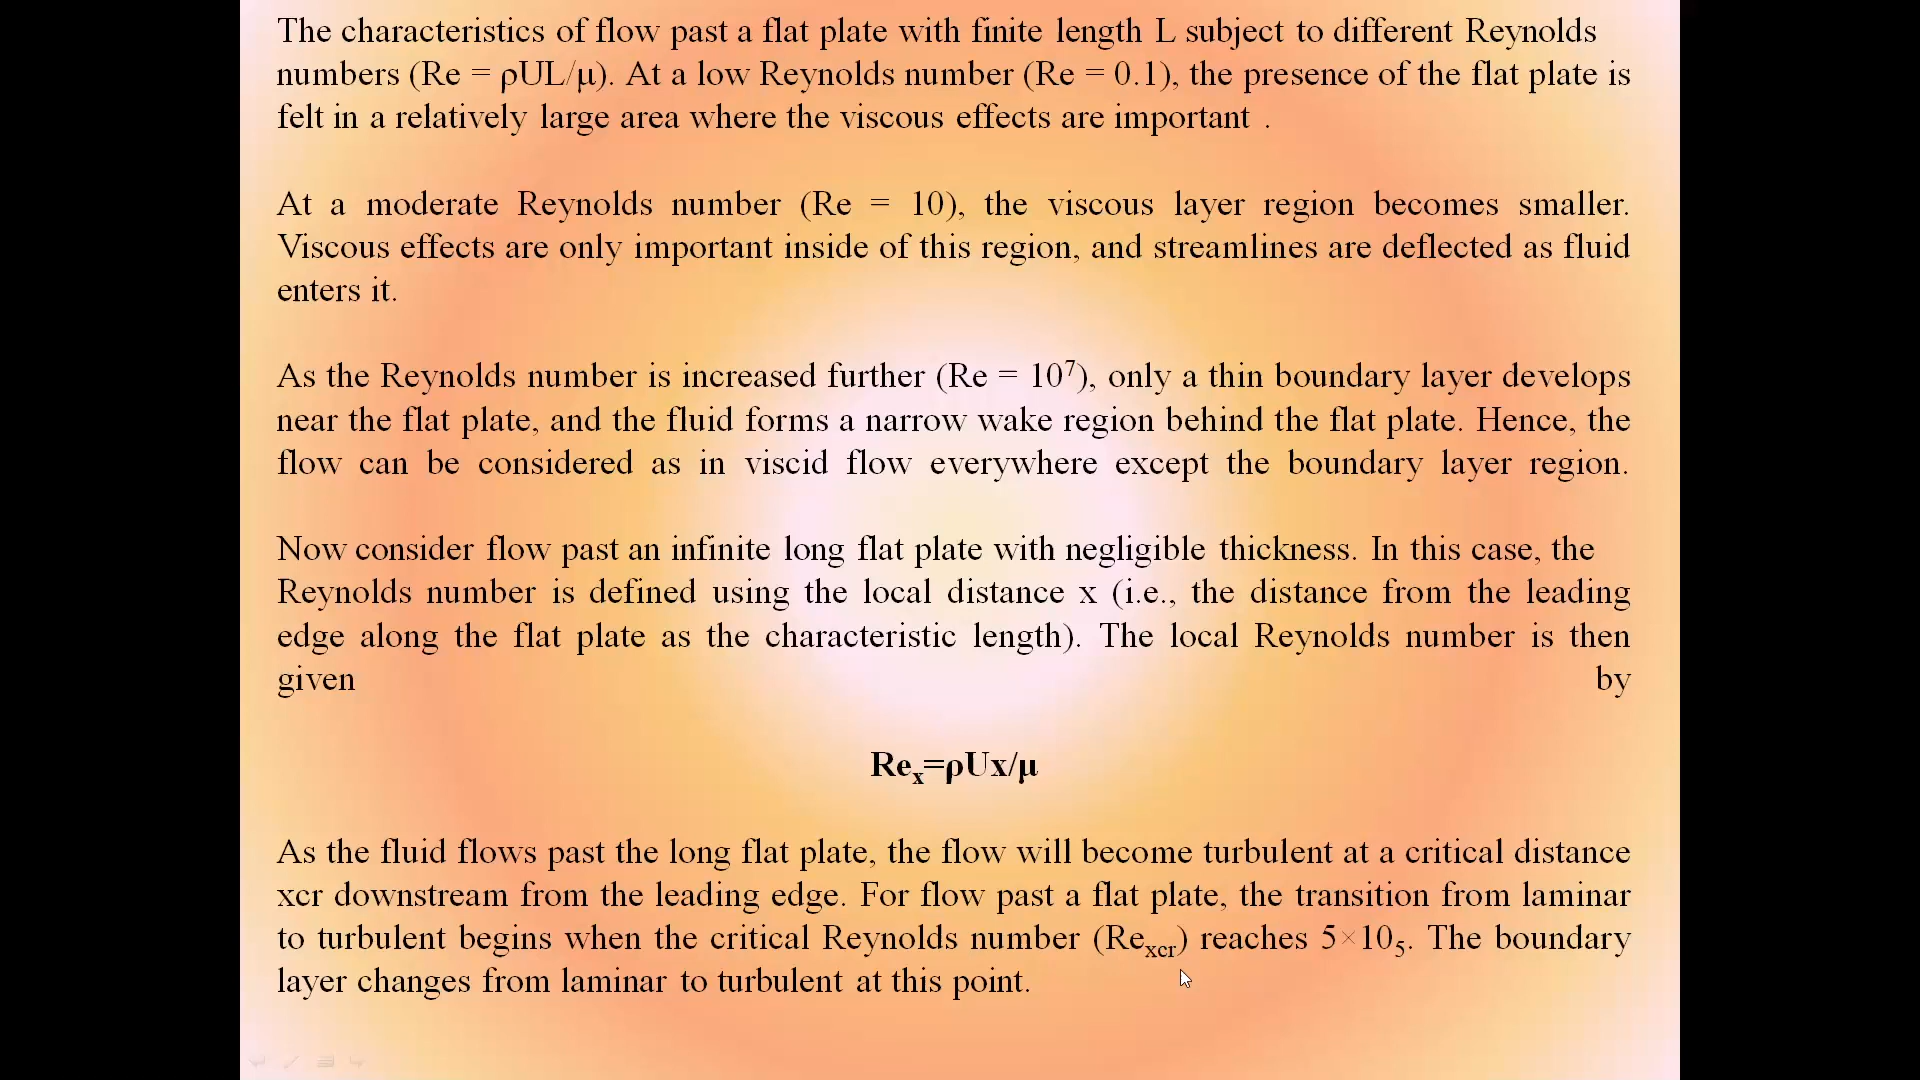 The characteristics of flow past a flat plate with finite length L subject to different Reynolds
numbers (Re = ρUL/μ). At a low Reynolds number (Re = 0.1), the presence of the flat plate is
felt in a relatively large area where the viscous effects are important .
At a moderate Reynolds number (Re = 10), the viscous layer region becomes smaller.
Viscous effects are only important inside of this region, and streamlines are deflected as fluid
enters it.
As the Reynolds number is increased further (Re = 10⁷), only a thin boundary layer develops
near the flat plate, and the fluid forms a narrow wake region behind the flat plate. Hence, the
flow can be considered as in viscid flow everywhere except the boundary layer region.
Now consider flow past an infinite long flat plate with negligible thickness. In this case, the
Reynolds number is defined using the local distance x (i.e., the distance from the leading
edge along the flat plate as the characteristic length). The local Reynolds number is then
given by
Reₓ=ρUx/μ
As the fluid flows past the long flat plate, the flow will become turbulent at a critical distance
xcr downstream from the leading edge. For flow past a flat plate, the transition from laminar
to turbulent begins when the critical Reynolds number (Rexcr) reaches 5×10₅. The boundary
layer changes from laminar to turbulent at this point.